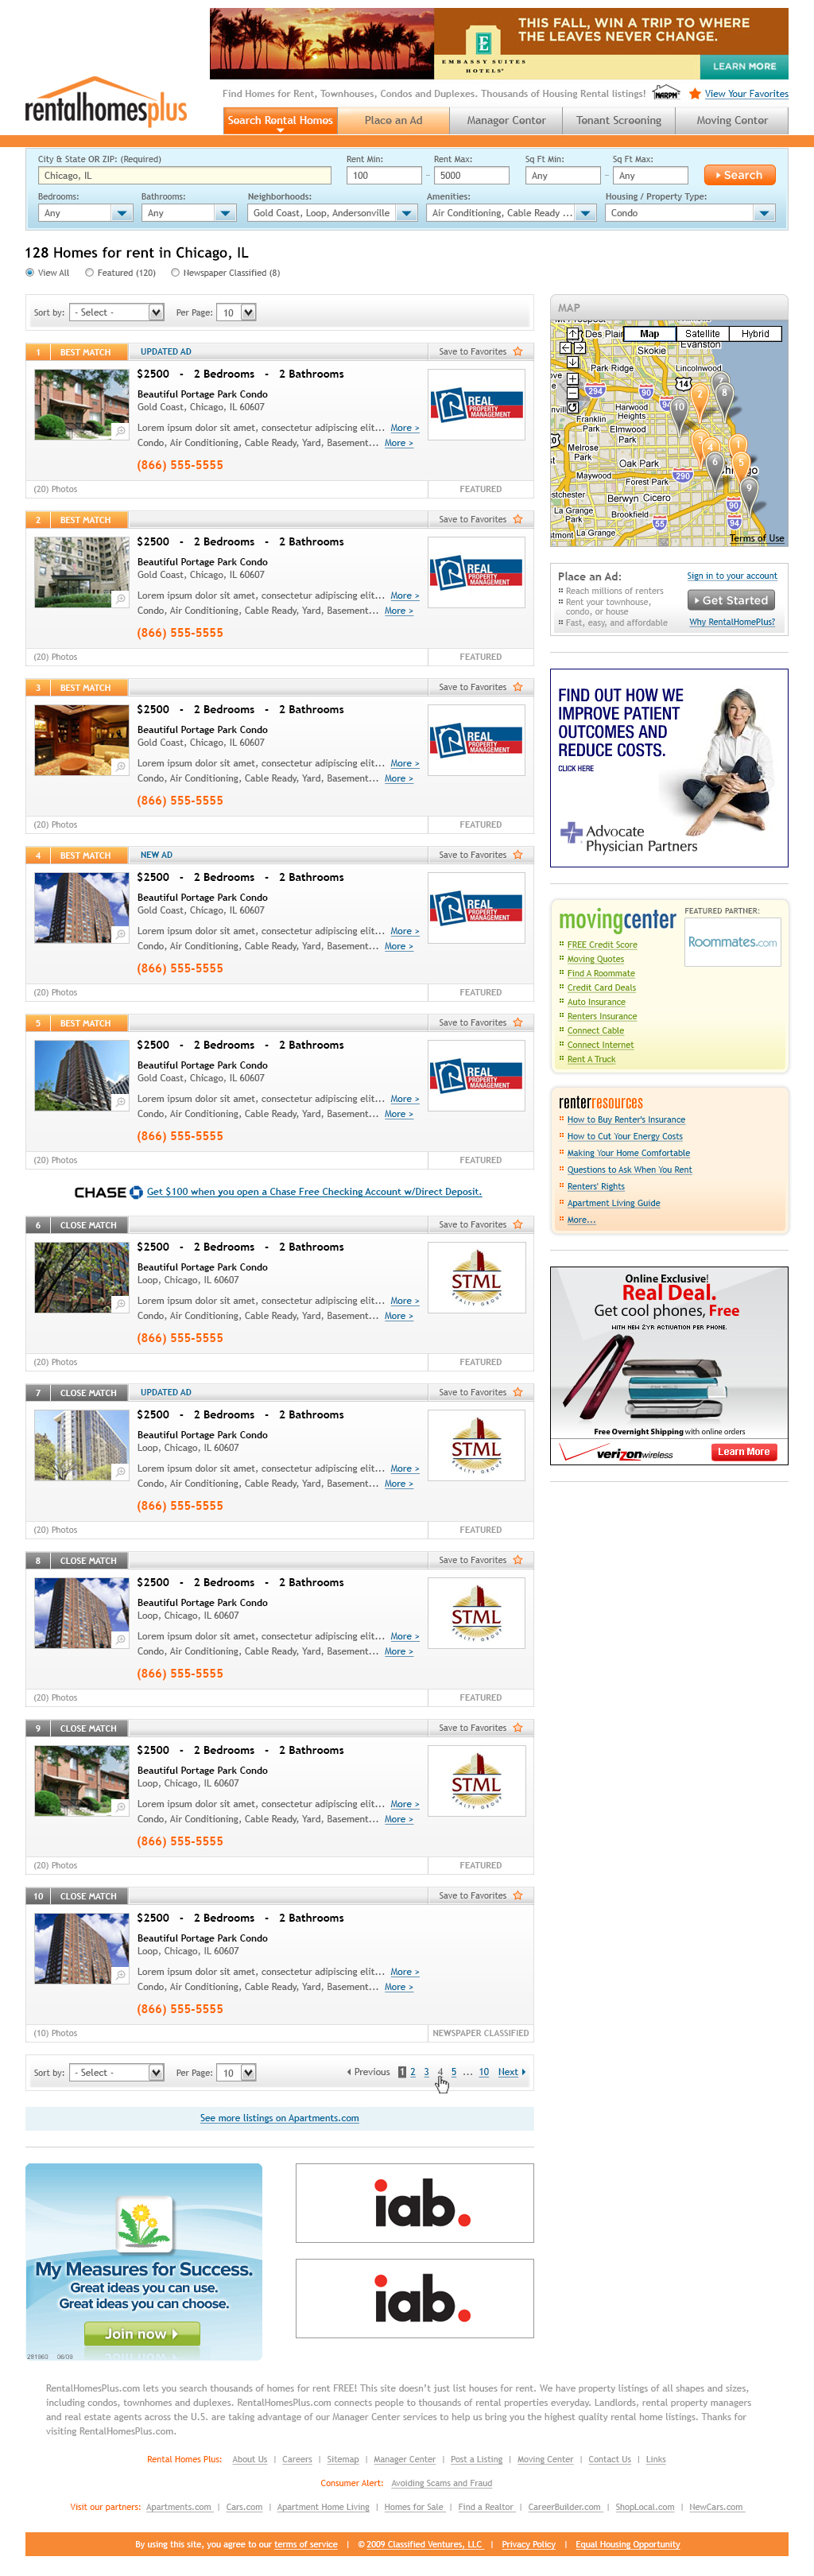 THIS FALL, WIN A TRIP TO WHERE
THE LEAVES NEVER CHANGE.
EMBASSY SUITES
HOTELS
LEARN MORE
rentalhomesplus
Find Homes for Rent, Townhouses, Condos and Duplexes. Thousands of Housing Rental listings!
NARPM
View Your Favorites
Search Rental Homes
Place an Ad
Manager Center
Tenant Screening
Moving Center
City & State OR ZIP: (Required)
Rent Min:
Rent Max:
Sq Ft Min:
Sq Ft Max:
Chicago, IL
100
–
5000
Any
–
Any
Search
Bedrooms:
Bathrooms:
Neighborhoods:
Amenities:
Housing / Property Type:
Any
Any
Gold Coast, Loop, Andersonville
Air Conditioning, Cable Ready ...
Condo
128 Homes for rent in Chicago, IL
View All
Featured (120)
Newspaper Classified (8)
Sort by:
- Select -
Per Page:
10
1 BEST MATCH UPDATED AD Save to Favorites
$2500 - 2 Bedrooms - 2 Bathrooms
Beautiful Portage Park Condo
Gold Coast, Chicago, IL 60607
Lorem ipsum dolor sit amet, consectetur adipiscing elit... More >
Condo, Air Conditioning, Cable Ready, Yard, Basement... More >
(866) 555-5555
REAL
PROPERTY
MANAGEMENT
(20) Photos
FEATURED
2 BEST MATCH Save to Favorites
$2500 - 2 Bedrooms - 2 Bathrooms
Beautiful Portage Park Condo
Gold Coast, Chicago, IL 60607
Lorem ipsum dolor sit amet, consectetur adipiscing elit... More >
Condo, Air Conditioning, Cable Ready, Yard, Basement... More >
(866) 555-5555
REAL
PROPERTY
MANAGEMENT
(20) Photos
FEATURED
3 BEST MATCH Save to Favorites
$2500 - 2 Bedrooms - 2 Bathrooms
Beautiful Portage Park Condo
Gold Coast, Chicago, IL 60607
Lorem ipsum dolor sit amet, consectetur adipiscing elit... More >
Condo, Air Conditioning, Cable Ready, Yard, Basement... More >
(866) 555-5555
REAL
PROPERTY
MANAGEMENT
(20) Photos
FEATURED
4 BEST MATCH NEW AD Save to Favorites
$2500 - 2 Bedrooms - 2 Bathrooms
Beautiful Portage Park Condo
Gold Coast, Chicago, IL 60607
Lorem ipsum dolor sit amet, consectetur adipiscing elit... More >
Condo, Air Conditioning, Cable Ready, Yard, Basement... More >
(866) 555-5555
REAL
PROPERTY
MANAGEMENT
(20) Photos
FEATURED
5 BEST MATCH Save to Favorites
$2500 - 2 Bedrooms - 2 Bathrooms
Beautiful Portage Park Condo
Gold Coast, Chicago, IL 60607
Lorem ipsum dolor sit amet, consectetur adipiscing elit... More >
Condo, Air Conditioning, Cable Ready, Yard, Basement... More >
(866) 555-5555
REAL
PROPERTY
MANAGEMENT
(20) Photos
FEATURED
CHASE Get $100 when you open a Chase Free Checking Account w/Direct Deposit.
6 CLOSE MATCH Save to Favorites
$2500 - 2 Bedrooms - 2 Bathrooms
Beautiful Portage Park Condo
Loop, Chicago, IL 60607
Lorem ipsum dolor sit amet, consectetur adipiscing elit... More >
Condo, Air Conditioning, Cable Ready, Yard, Basement... More >
(866) 555-5555
STML
REALTY GROUP
(20) Photos
FEATURED
7 CLOSE MATCH UPDATED AD Save to Favorites
$2500 - 2 Bedrooms - 2 Bathrooms
Beautiful Portage Park Condo
Loop, Chicago, IL 60607
Lorem ipsum dolor sit amet, consectetur adipiscing elit... More >
Condo, Air Conditioning, Cable Ready, Yard, Basement... More >
(866) 555-5555
STML
REALTY GROUP
(20) Photos
FEATURED
8 CLOSE MATCH Save to Favorites
$2500 - 2 Bedrooms - 2 Bathrooms
Beautiful Portage Park Condo
Loop, Chicago, IL 60607
Lorem ipsum dolor sit amet, consectetur adipiscing elit... More >
Condo, Air Conditioning, Cable Ready, Yard, Basement... More >
(866) 555-5555
STML
REALTY GROUP
(20) Photos
FEATURED
9 CLOSE MATCH Save to Favorites
$2500 - 2 Bedrooms - 2 Bathrooms
Beautiful Portage Park Condo
Loop, Chicago, IL 60607
Lorem ipsum dolor sit amet, consectetur adipiscing elit... More >
Condo, Air Conditioning, Cable Ready, Yard, Basement... More >
(866) 555-5555
STML
REALTY GROUP
(20) Photos
FEATURED
10 CLOSE MATCH Save to Favorites
$2500 - 2 Bedrooms - 2 Bathrooms
Beautiful Portage Park Condo
Loop, Chicago, IL 60607
Lorem ipsum dolor sit amet, consectetur adipiscing elit... More >
Condo, Air Conditioning, Cable Ready, Yard, Basement... More >
(866) 555-5555
(10) Photos
NEWSPAPER CLASSIFIED
Sort by:
- Select -
Per Page:
10
Previous 1 2 3 4 5 ... 10 Next
See more listings on Apartments.com
MAP
Map
Satellite
Hybrid
Des Plain
Skokie
Evanston
Park Ridge
Lincolnwood
Harwood
Heights
Franklin
Park
Elmwood
Park
Melrose
Park
Oak Park
Maywood
Forest Park
Berwyn
Cicero
La Grange
Park
Brookfield
La Grange
Terms of Use
Place an Ad:
Sign in to your account
Reach millions of renters
Rent your townhouse,
condo, or house
Fast, easy, and affordable
Get Started
Why RentalHomePlus?
FIND OUT HOW WE
IMPROVE PATIENT
OUTCOMES AND
REDUCE COSTS.
CLICK HERE
Advocate
Physician Partners
movingcenter
FEATURED PARTNER:
Roommates.com
FREE Credit Score
Moving Quotes
Find A Roommate
Credit Card Deals
Auto Insurance
Renters Insurance
Connect Cable
Connect Internet
Rent A Truck
renterresources
How to Buy Renter's Insurance
How to Cut Your Energy Costs
Making Your Home Comfortable
Questions to Ask When You Rent
Renters' Rights
Apartment Living Guide
More...
Online Exclusive!
Real Deal.
Get cool phones, Free
WITH NEW 2YR ACTIVATION PER PHONE.
Free Overnight Shipping with online orders
verizonwireless
Learn More
My Measures for Success.
Great ideas you can use.
Great ideas you can choose.
Join now
281960 06/09
iab.
iab.
RentalHomesPlus.com lets you search thousands of homes for rent FREE! This site doesn't just list houses for rent. We have property listings of all shapes and sizes,
including condos, townhomes and duplexes. RentalHomesPlus.com connects people to thousands of rental properties everyday. Landlords, rental property managers
and real estate agents across the U.S. are taking advantage of our Manager Center services to help us bring you the highest quality rental home listings. Thanks for
visiting RentalHomesPlus.com.
Rental Homes Plus: About Us | Careers | Sitemap | Manager Center | Post a Listing | Moving Center | Contact Us | Links
Consumer Alert: Avoiding Scams and Fraud
Visit our partners: Apartments.com | Cars.com | Apartment Home Living | Homes for Sale | Find a Realtor | CareerBuilder.com | ShopLocal.com | NewCars.com
By using this site, you agree to our terms of service | © 2009 Classified Ventures, LLC | Privacy Policy | Equal Housing Opportunity